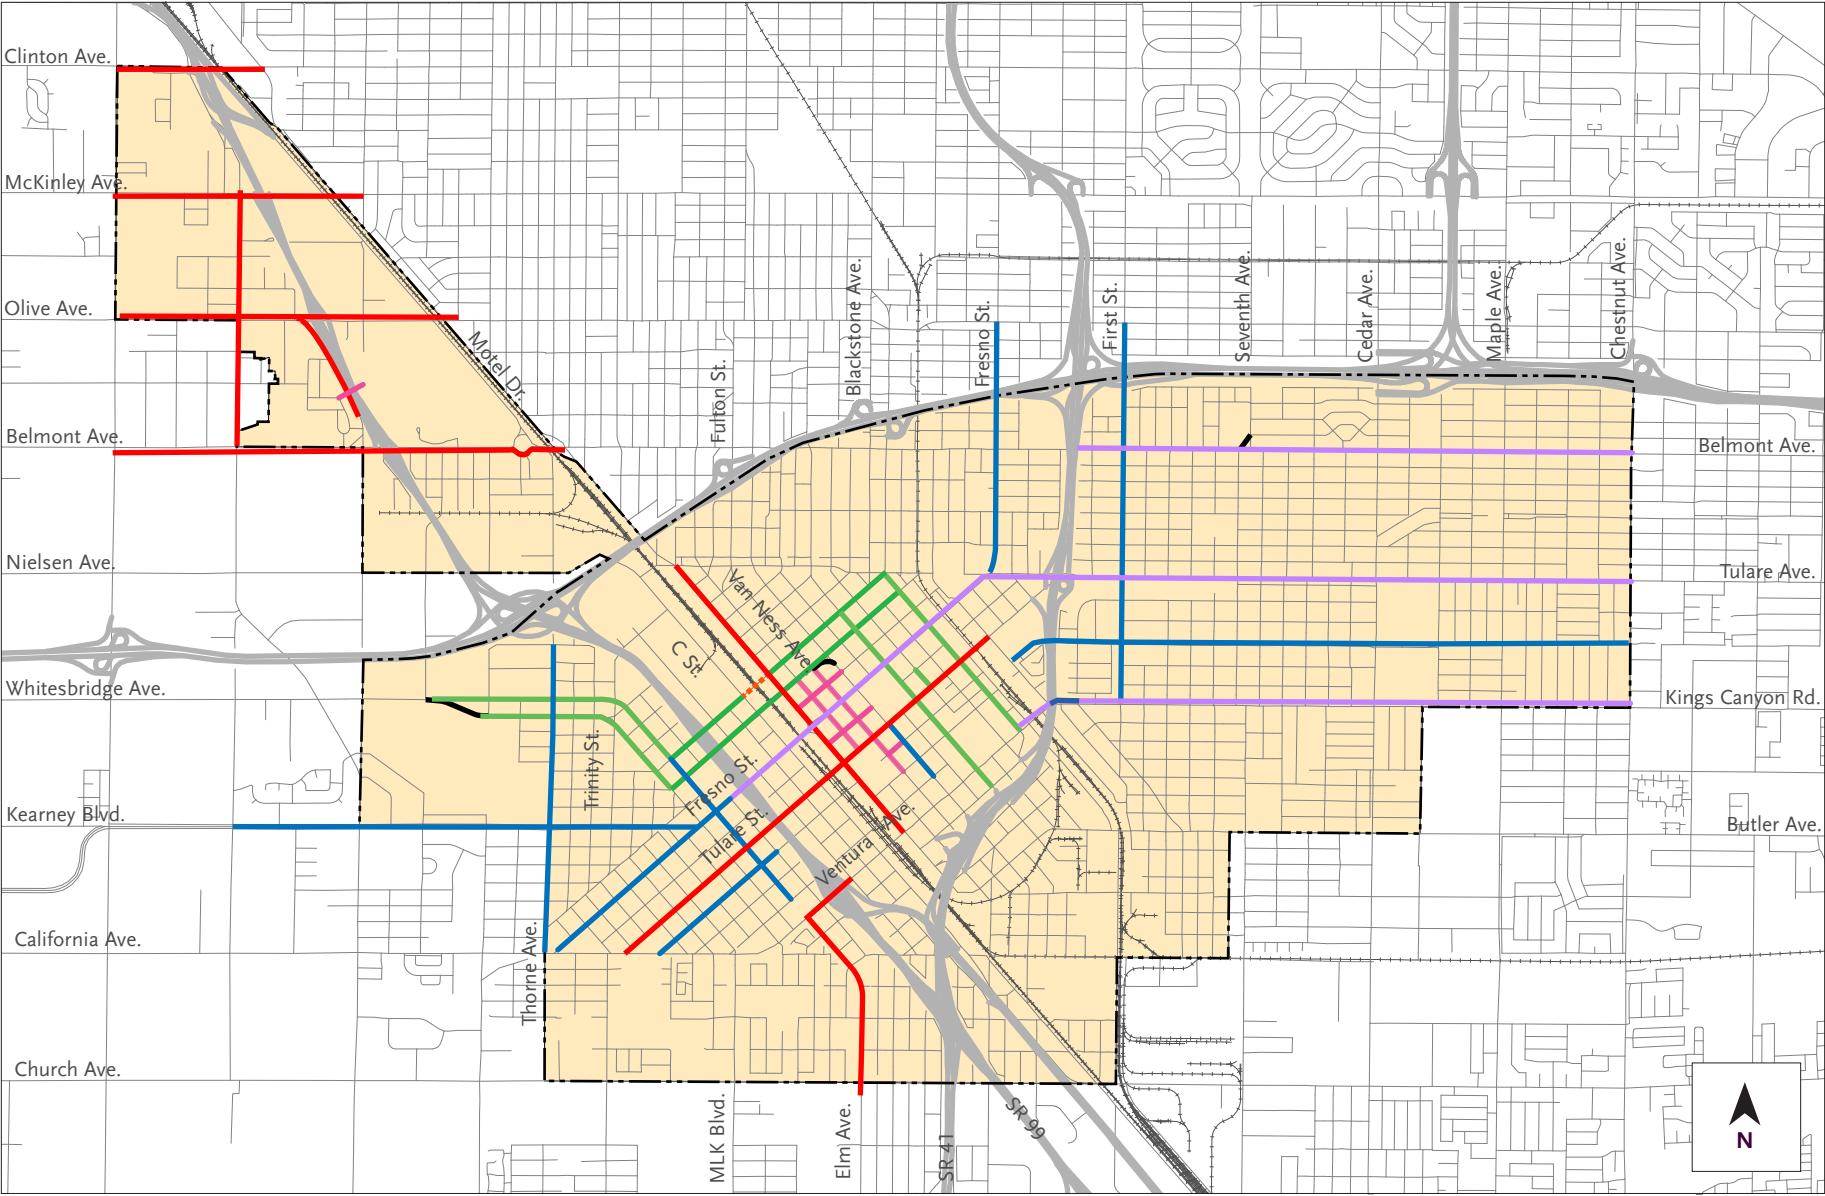 Clinton Ave.
McKinley Ave.
Olive Ave.
Belmont Ave.
Nielsen Ave.
Whitesbridge Ave.
Kearney Blvd.
California Ave.
Church Ave.
Motel Dr.
Fulton St.
Blackstone Ave.
Fresno St.
First St.
Seventh Ave.
Cedar Ave.
Maple Ave.
Chestnut Ave.
Belmont Ave.
Tulare Ave.
Kings Canyon Rd.
Butler Ave.
Van Ness Ave.
C St.
Trinity St.
Fresno St.
Tulare St.
Ventura Ave.
Thorne Ave.
MLK Blvd.
Elm Ave.
SR 41
SR 99
N